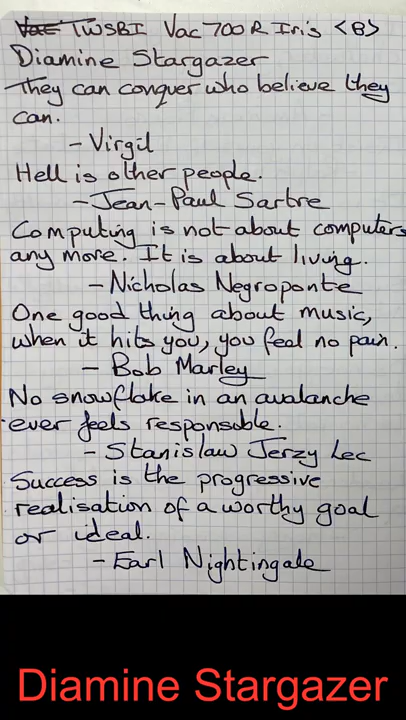 Vac TWSBI Vac 700R Iris <B>
Diamine Stargazer
They can conquer who believe they
can.
- Virgil
Hell is other people.
- Jean-Paul Sartre
Computing is not about computers
any more. It is about living.
- Nicholas Negroponte
One good thing about music,
when it hits you, you feel no pain.
- Bob Marley
No snowflake in an avalanche
ever feels responsible.
- Stanislaw Jerzy Lec
Success is the progressive
realisation of a worthy goal
or ideal.
- Earl Nightingale
Diamine Stargazer